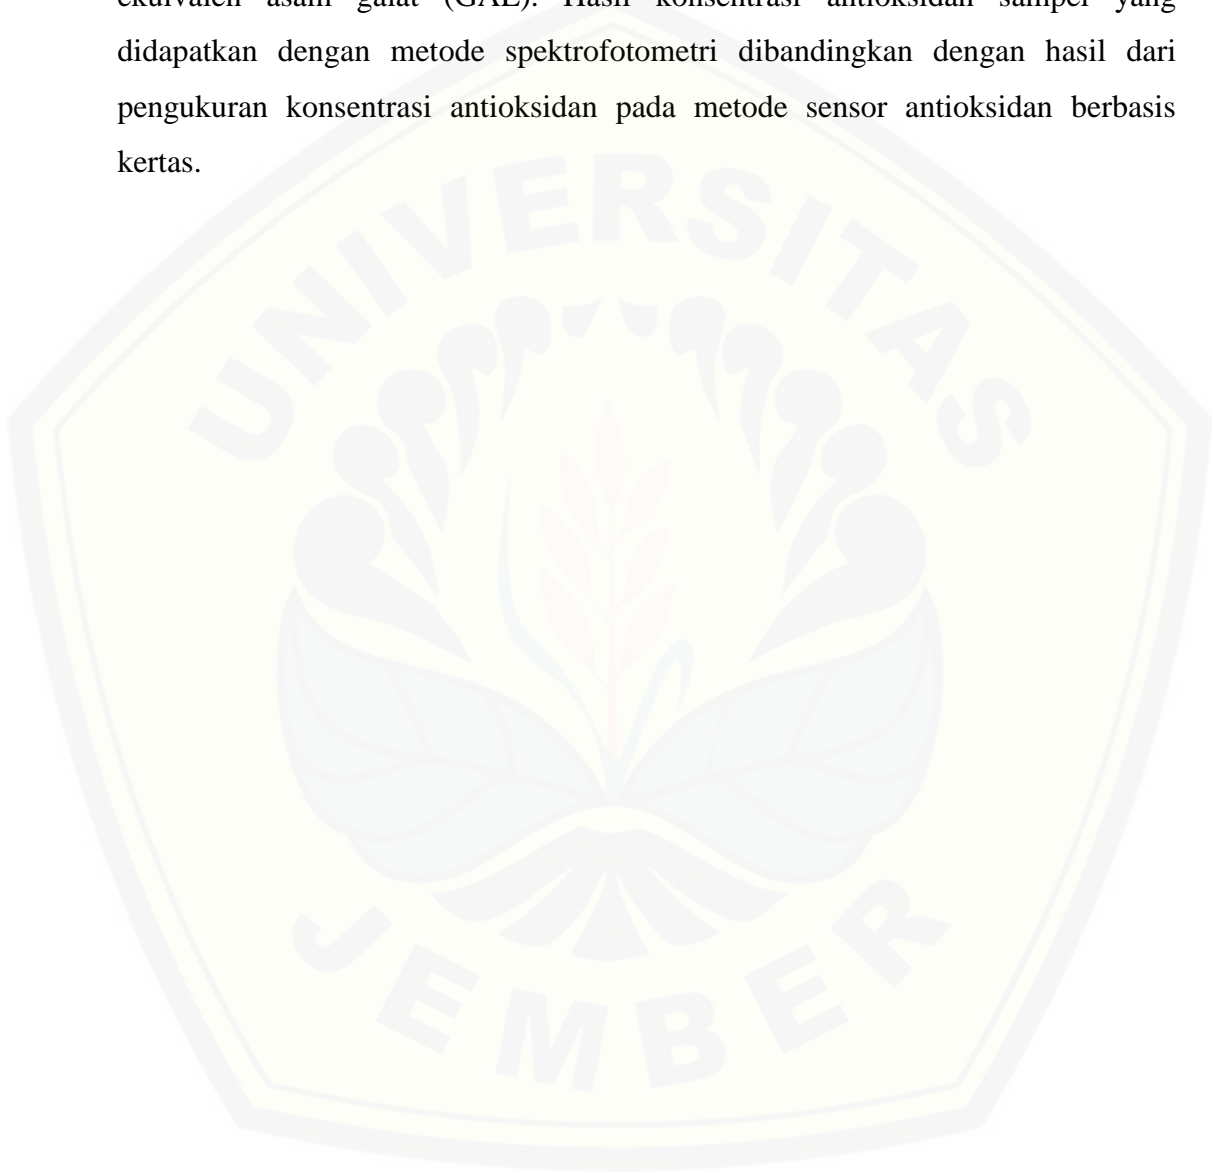 ekuivalen asam galat (GAE). Hasil konsentrasi antioksidan sampel yang
didapatkan dengan metode spektrofotometri dibandingkan dengan hasil dari
pengukuran konsentrasi antioksidan pada metode sensor antioksidan berbasis
kertas.
UNIVERSITAS
JEMBER